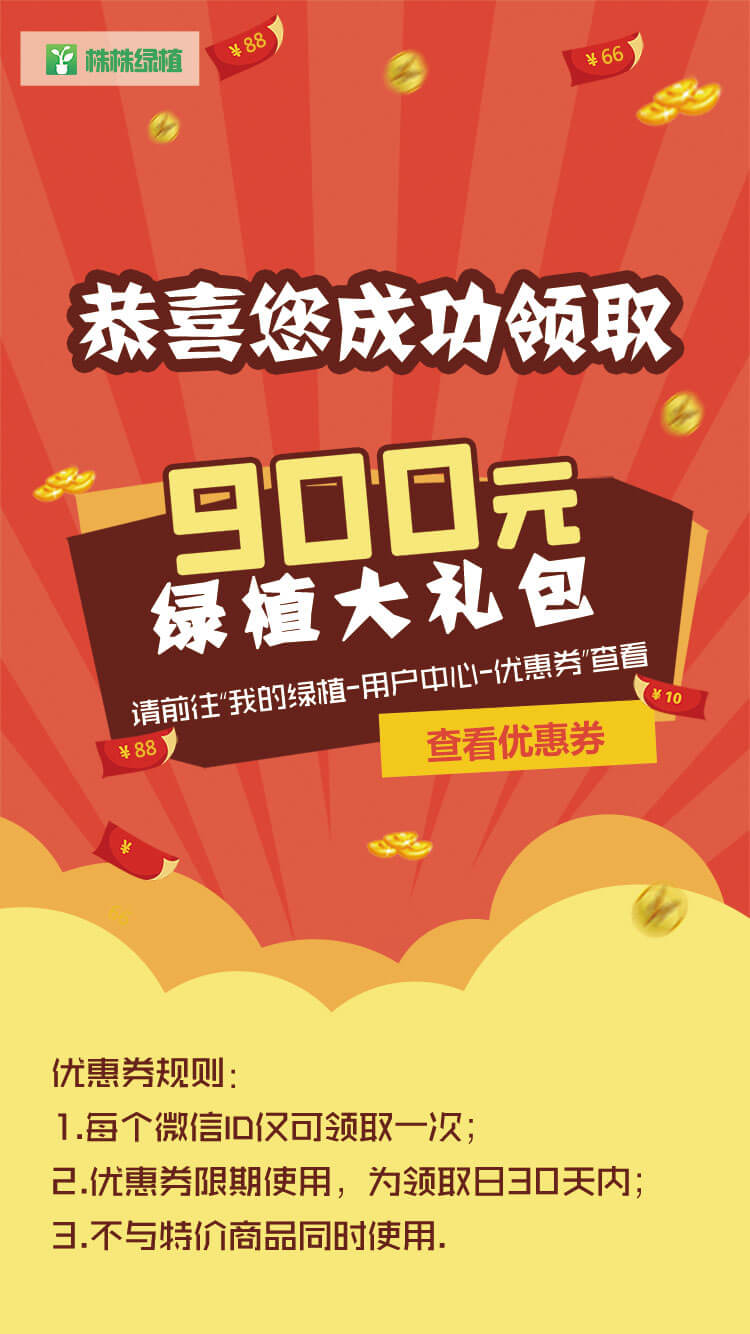 株株绿植
¥88
¥66
恭喜您成功领取
900元
绿植大礼包
请前往“我的绿植-用户中心-优惠券”查看
¥10
查看优惠券
¥88
¥
优惠券规则：
1.每个微信ID仅可领取一次；
2.优惠券限期使用，为领取日30天内；
3.不与特价商品同时使用.